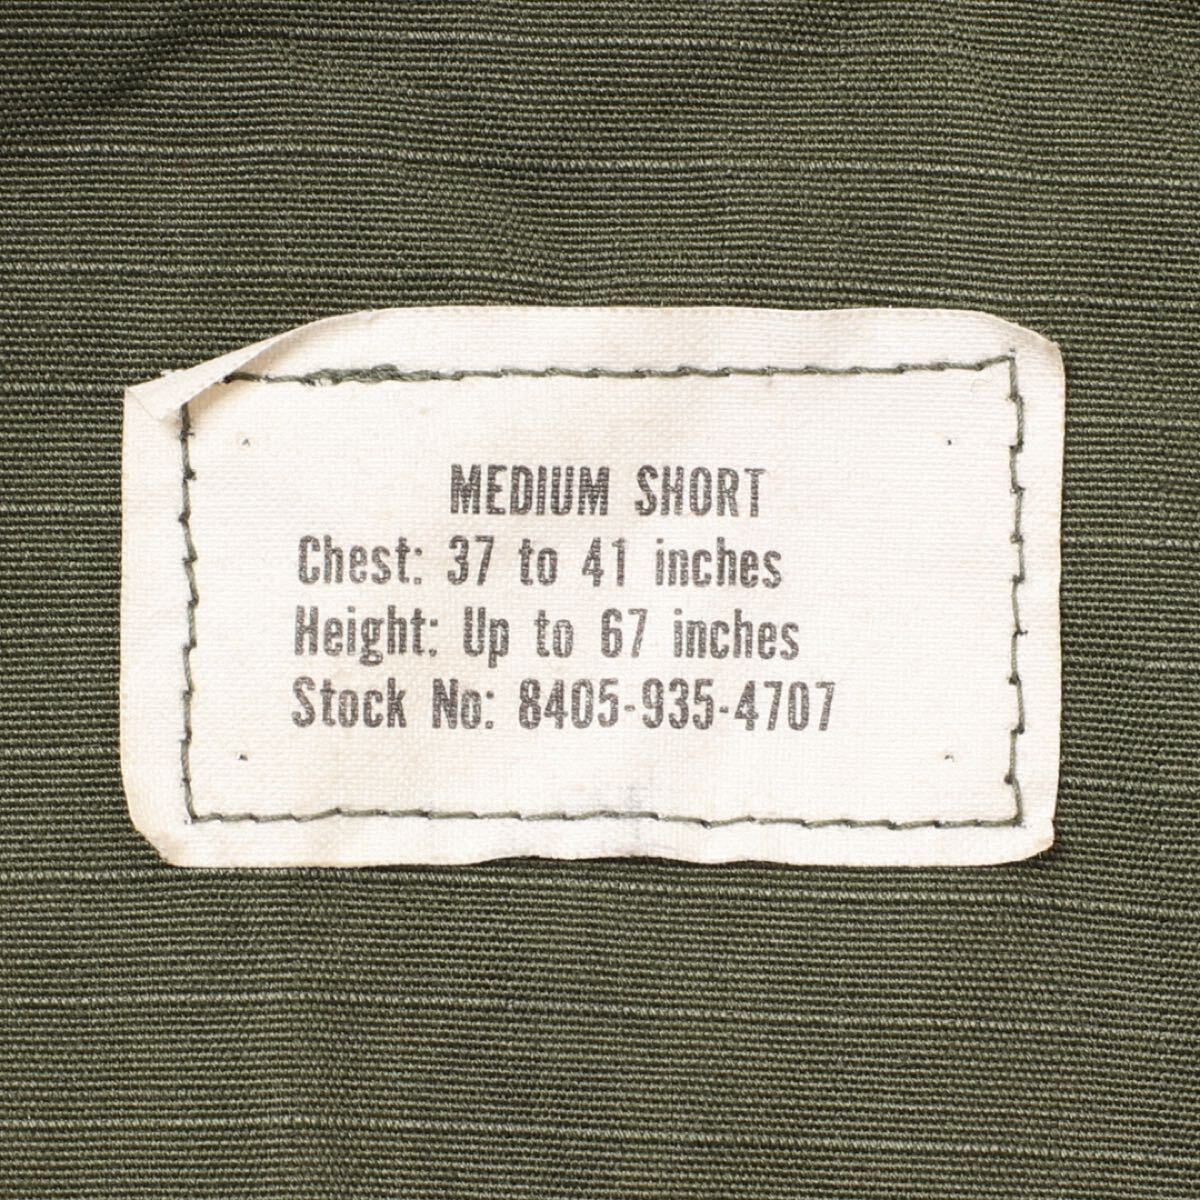 MEDIUM SHORT
Chest: 37 to 41 inches
Height: Up to 67 inches
Stock No: 8405-935-4707